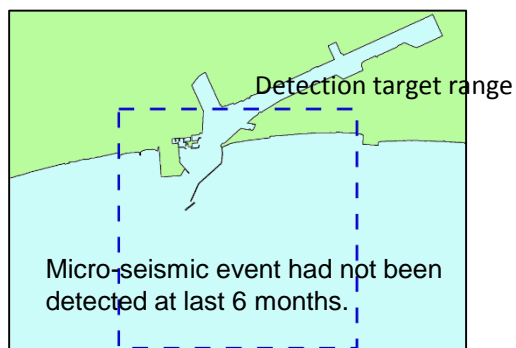 Detection target range
Micro-seismic event had not been
detected at last 6 months.